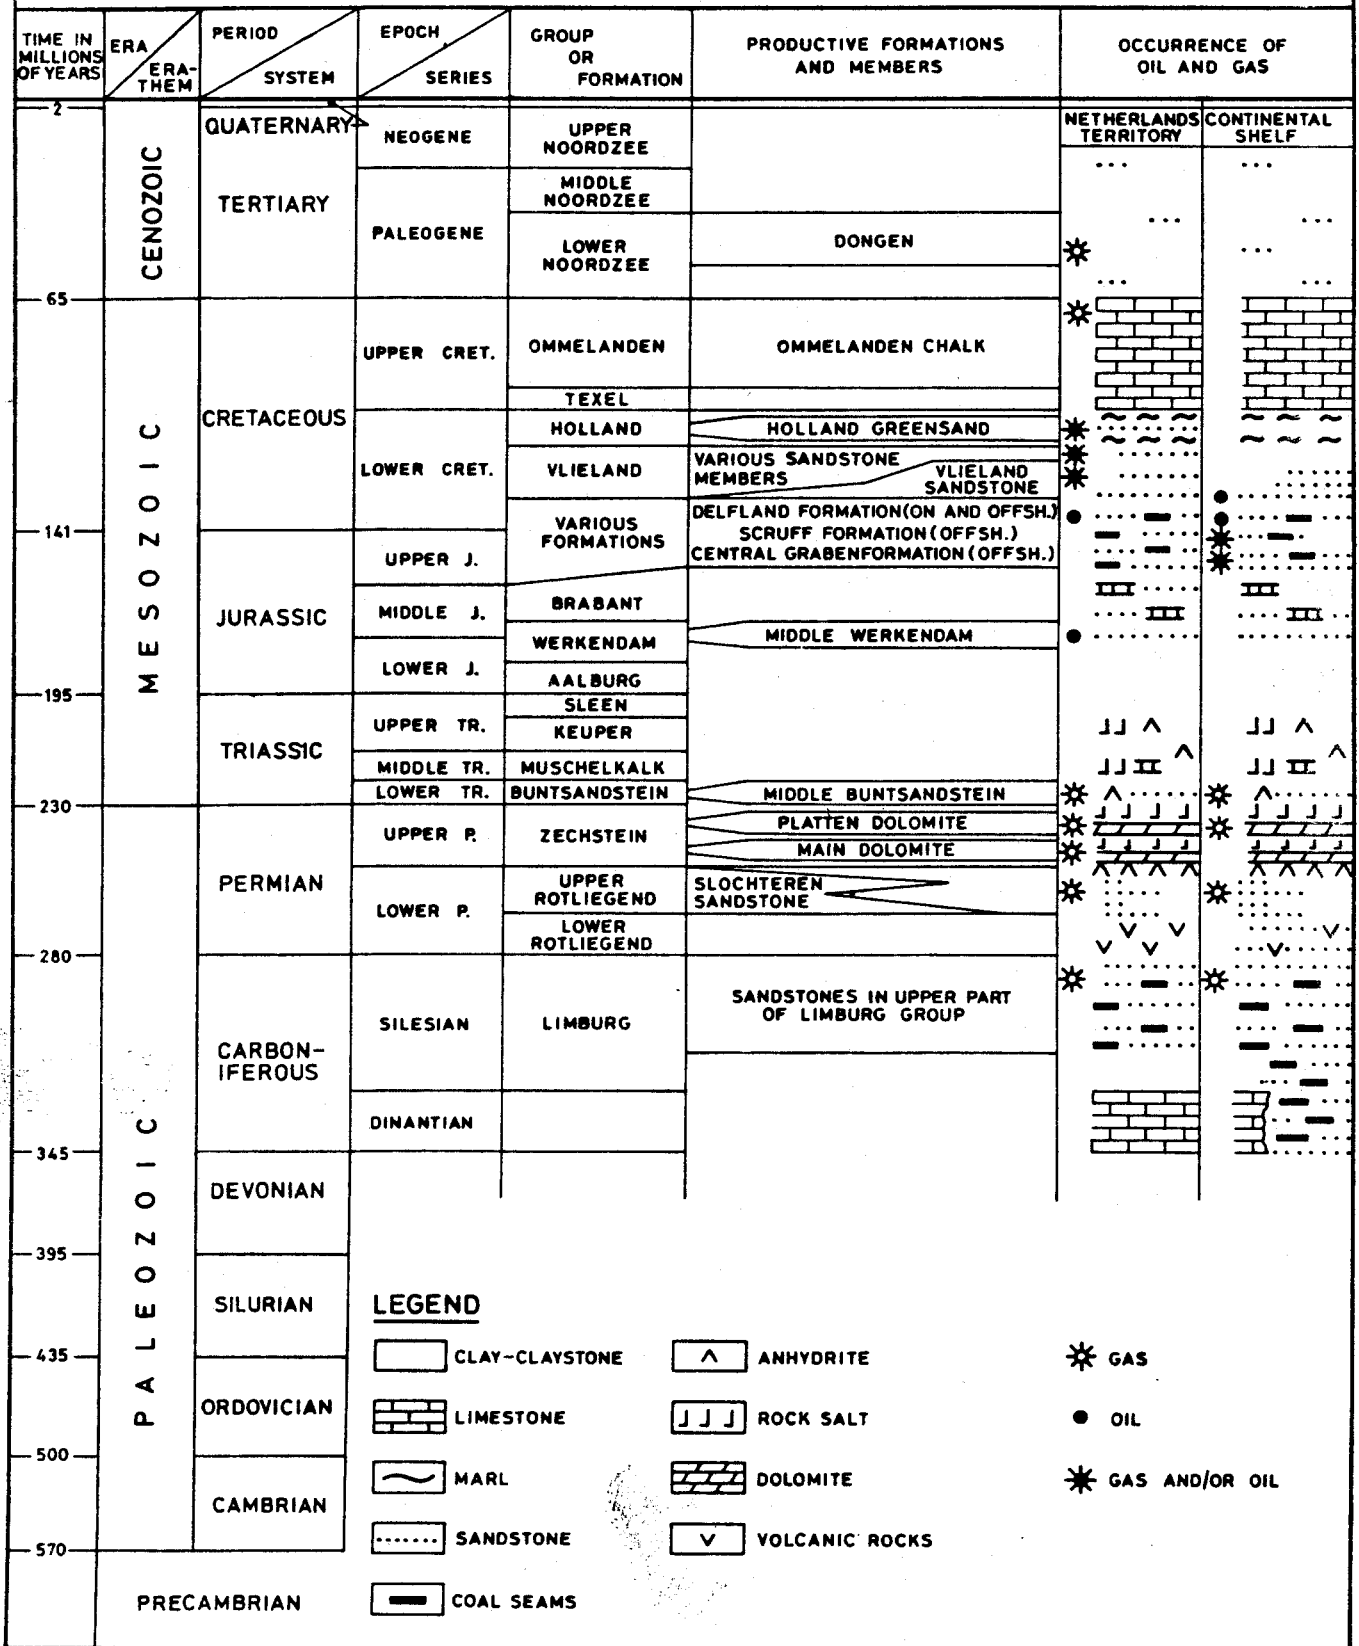 TIME IN
MILLIONS
OF YEARS
ERA
ERA-
THEM
PERIOD
SYSTEM
EPOCH
SERIES
GROUP
OR
FORMATION
PRODUCTIVE FORMATIONS
AND MEMBERS
OCCURRENCE OF
OIL AND GAS
NETHERLANDS
TERRITORY
CONTINENTAL
SHELF
2
65
141
195
230
280
345
395
435
500
570
CENOZOIC
MESOZOIC
PALEOZOIC
PRECAMBRIAN
QUATERNARY
TERTIARY
CRETACEOUS
JURASSIC
TRIASSIC
PERMIAN
CARBON-
IFEROUS
DEVONIAN
SILURIAN
ORDOVICIAN
CAMBRIAN
NEOGENE
PALEOGENE
UPPER CRET.
LOWER CRET.
UPPER J.
MIDDLE J.
LOWER J.
UPPER TR.
MIDDLE TR.
LOWER TR.
UPPER P.
LOWER P.
SILESIAN
DINANTIAN
UPPER
NOORDZEE
MIDDLE
NOORDZEE
LOWER
NOORDZEE
OMMELANDEN
TEXEL
HOLLAND
VLIELAND
VARIOUS
FORMATIONS
BRABANT
WERKENDAM
AALBURG
SLEEN
KEUPER
MUSCHELKALK
BUNTSANDSTEIN
ZECHSTEIN
UPPER
ROTLIEGEND
LOWER
ROTLIEGEND
LIMBURG
DONGEN
OMMELANDEN CHALK
HOLLAND GREENSAND
VARIOUS SANDSTONE
MEMBERS
VLIELAND
SANDSTONE
DELFLAND FORMATION(ON AND OFFSH.)
SCRUFF FORMATION(OFFSH.)
CENTRAL GRABENFORMATION(OFFSH.)
MIDDLE WERKENDAM
MIDDLE BUNTSANDSTEIN
PLATTEN DOLOMITE
MAIN DOLOMITE
SLOCHTEREN
SANDSTONE
SANDSTONES IN UPPER PART
OF LIMBURG GROUP
LEGEND
CLAY-CLAYSTONE
LIMESTONE
MARL
SANDSTONE
COAL SEAMS
ANHYDRITE
ROCK SALT
DOLOMITE
VOLCANIC ROCKS
GAS
OIL
GAS AND/OR OIL